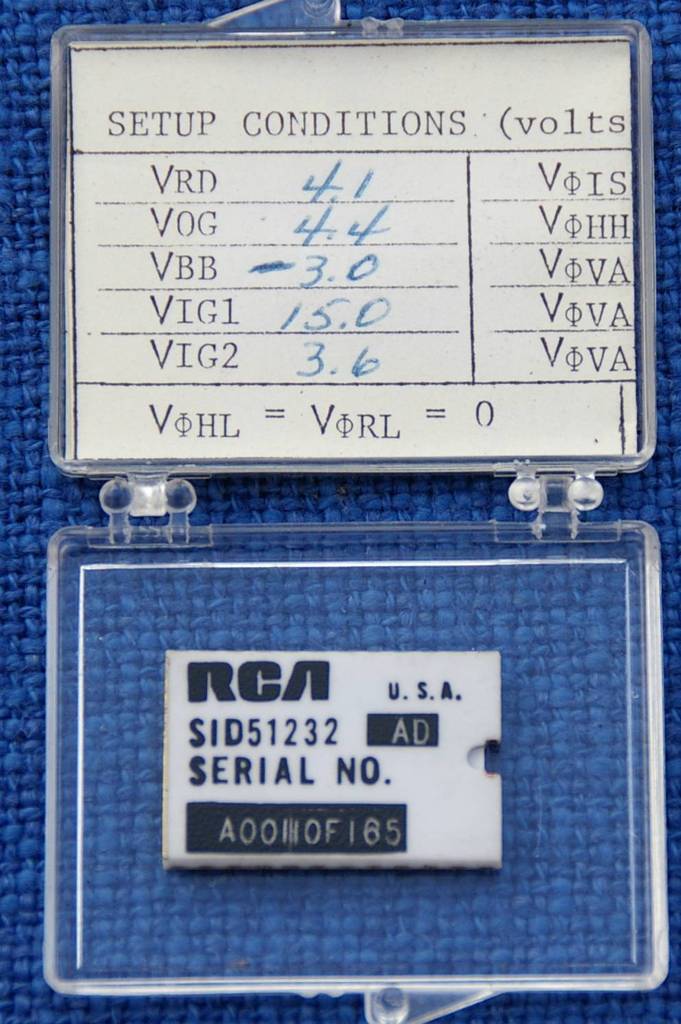 SETUP CONDITIONS (volts
VRD 4.1 VΦIS
VOG 4.4 VΦHH
VBB -3.0 VΦVA
VIG1 15.0 VΦVA
VIG2 3.6 VΦVA
VΦHL = VΦRL = 0
RCA U.S.A.
SID51232 AD
SERIAL NO.